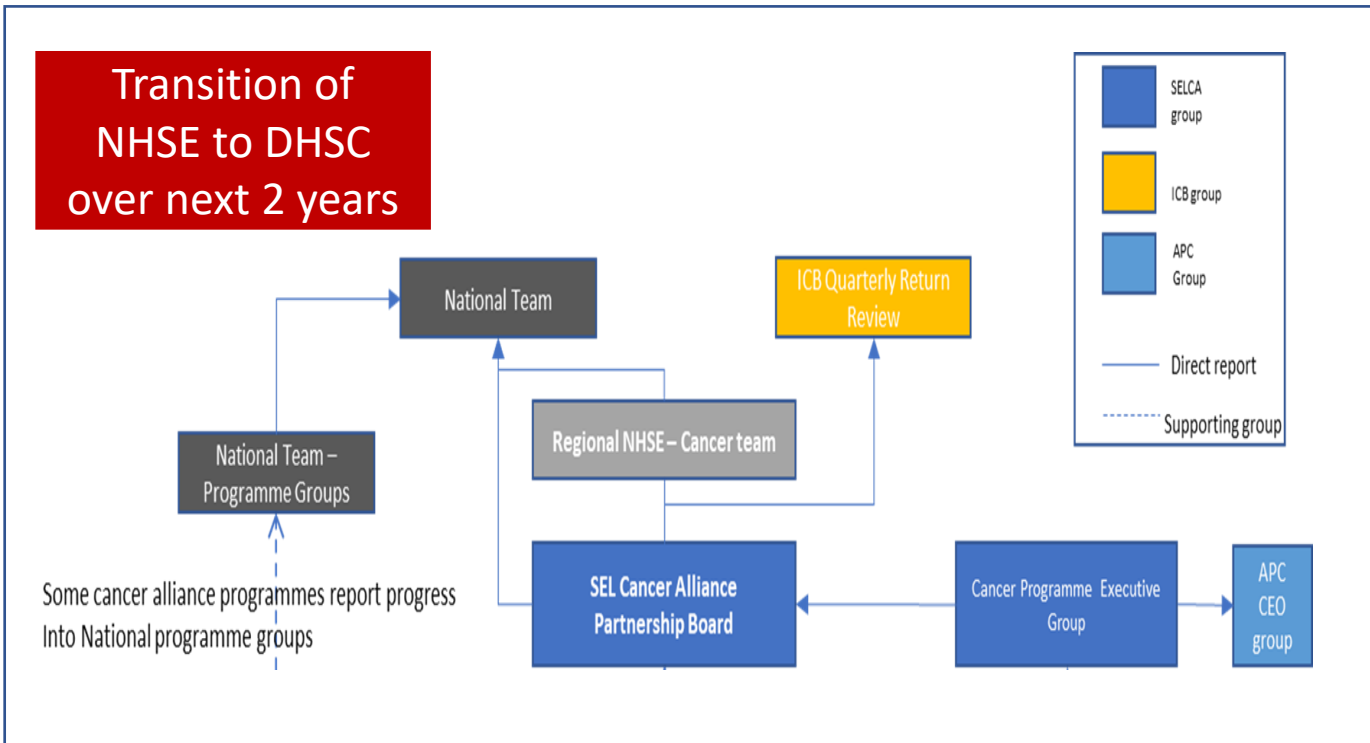 Transition of
NHSE to DHSC
over next 2 years
SELCA
group
ICB group
APC
Group
Direct report
Supporting group
National Team
ICB Quarterly Return
Review
Regional NHSE – Cancer team
National Team –
Programme Groups
Some cancer alliance programmes report progress
Into National programme groups
SEL Cancer Alliance
Partnership Board
Cancer Programme Executive
Group
APC
CEO
group